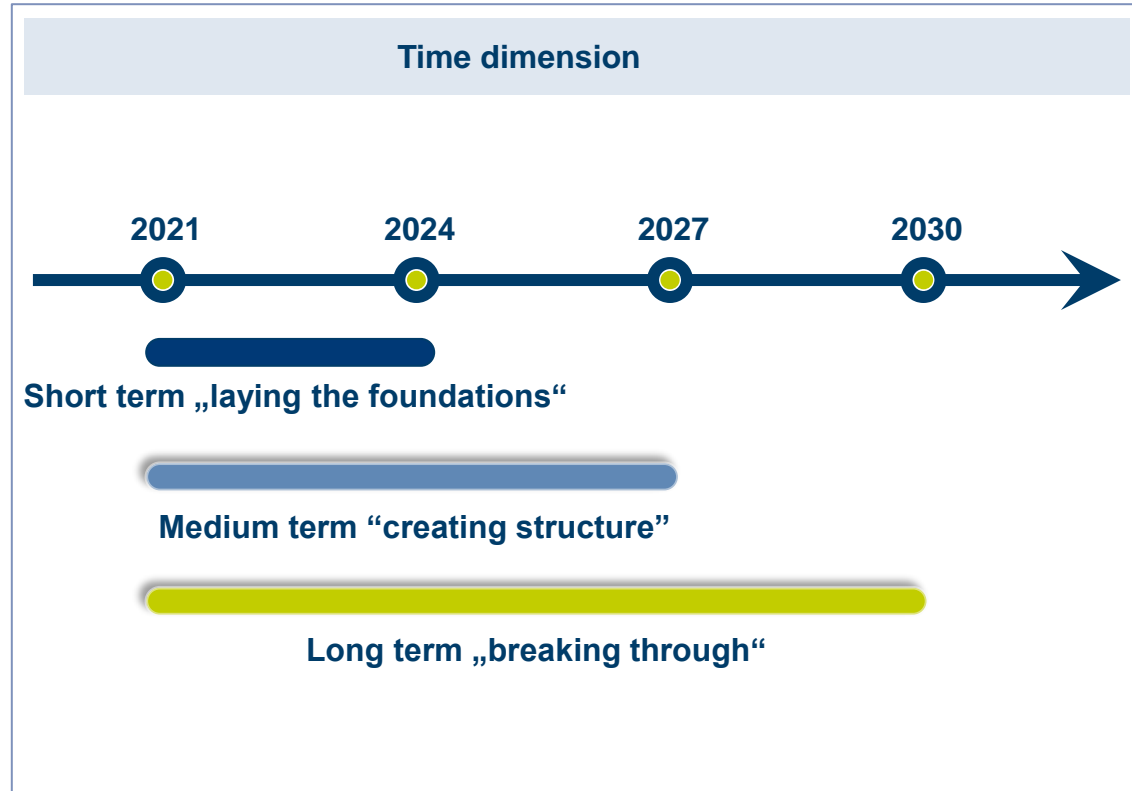 Time dimension
2021 2024 2027 2030
Short term „laying the foundations“
Medium term “creating structure”
Long term „breaking through“